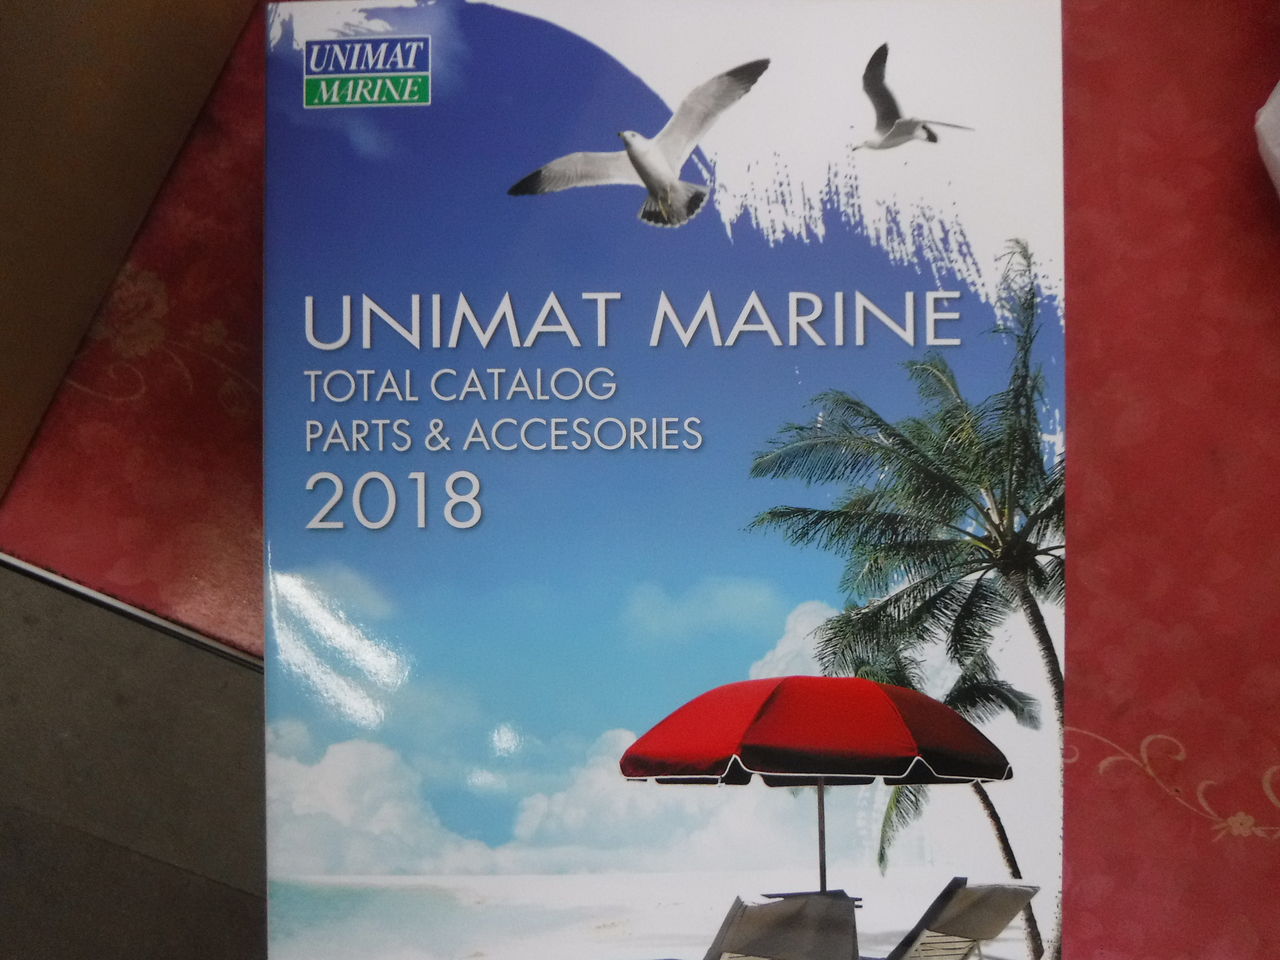 UNIMAT
MARINE
UNIMAT MARINE
TOTAL CATALOG
PARTS & ACCESORIES
2018